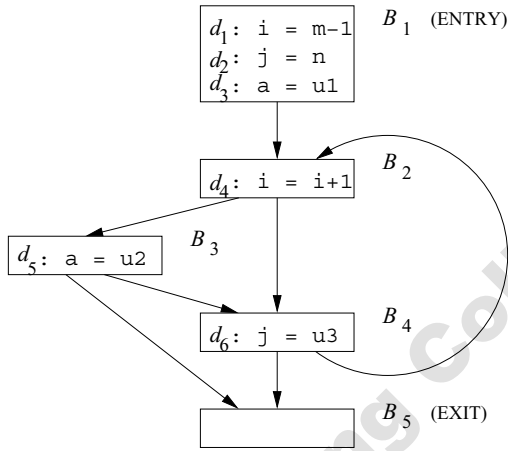 d1: i = m-1
d2: j = n
d3: a = u1
B1 (ENTRY)
d4: i = i+1
B2
d5: a = u2
B3
d6: j = u3
B4
B5 (EXIT)